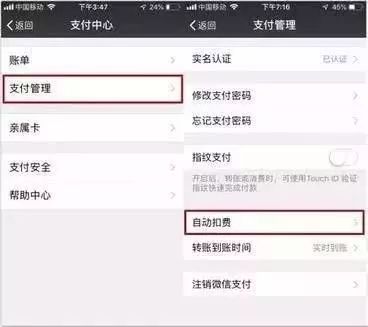 中国移动 下午3:47 24%
返回 支付中心
账单
支付管理
亲属卡
支付安全
帮助中心
中国移动 下午7:16 45%
返回 支付管理
实名认证 已认证
修改支付密码
忘记支付密码
指纹支付
开启后，转账或消费时，可使用Touch ID 验证
指纹快速完成付款
自动扣费
转账到账时间 实时到账
注销微信支付